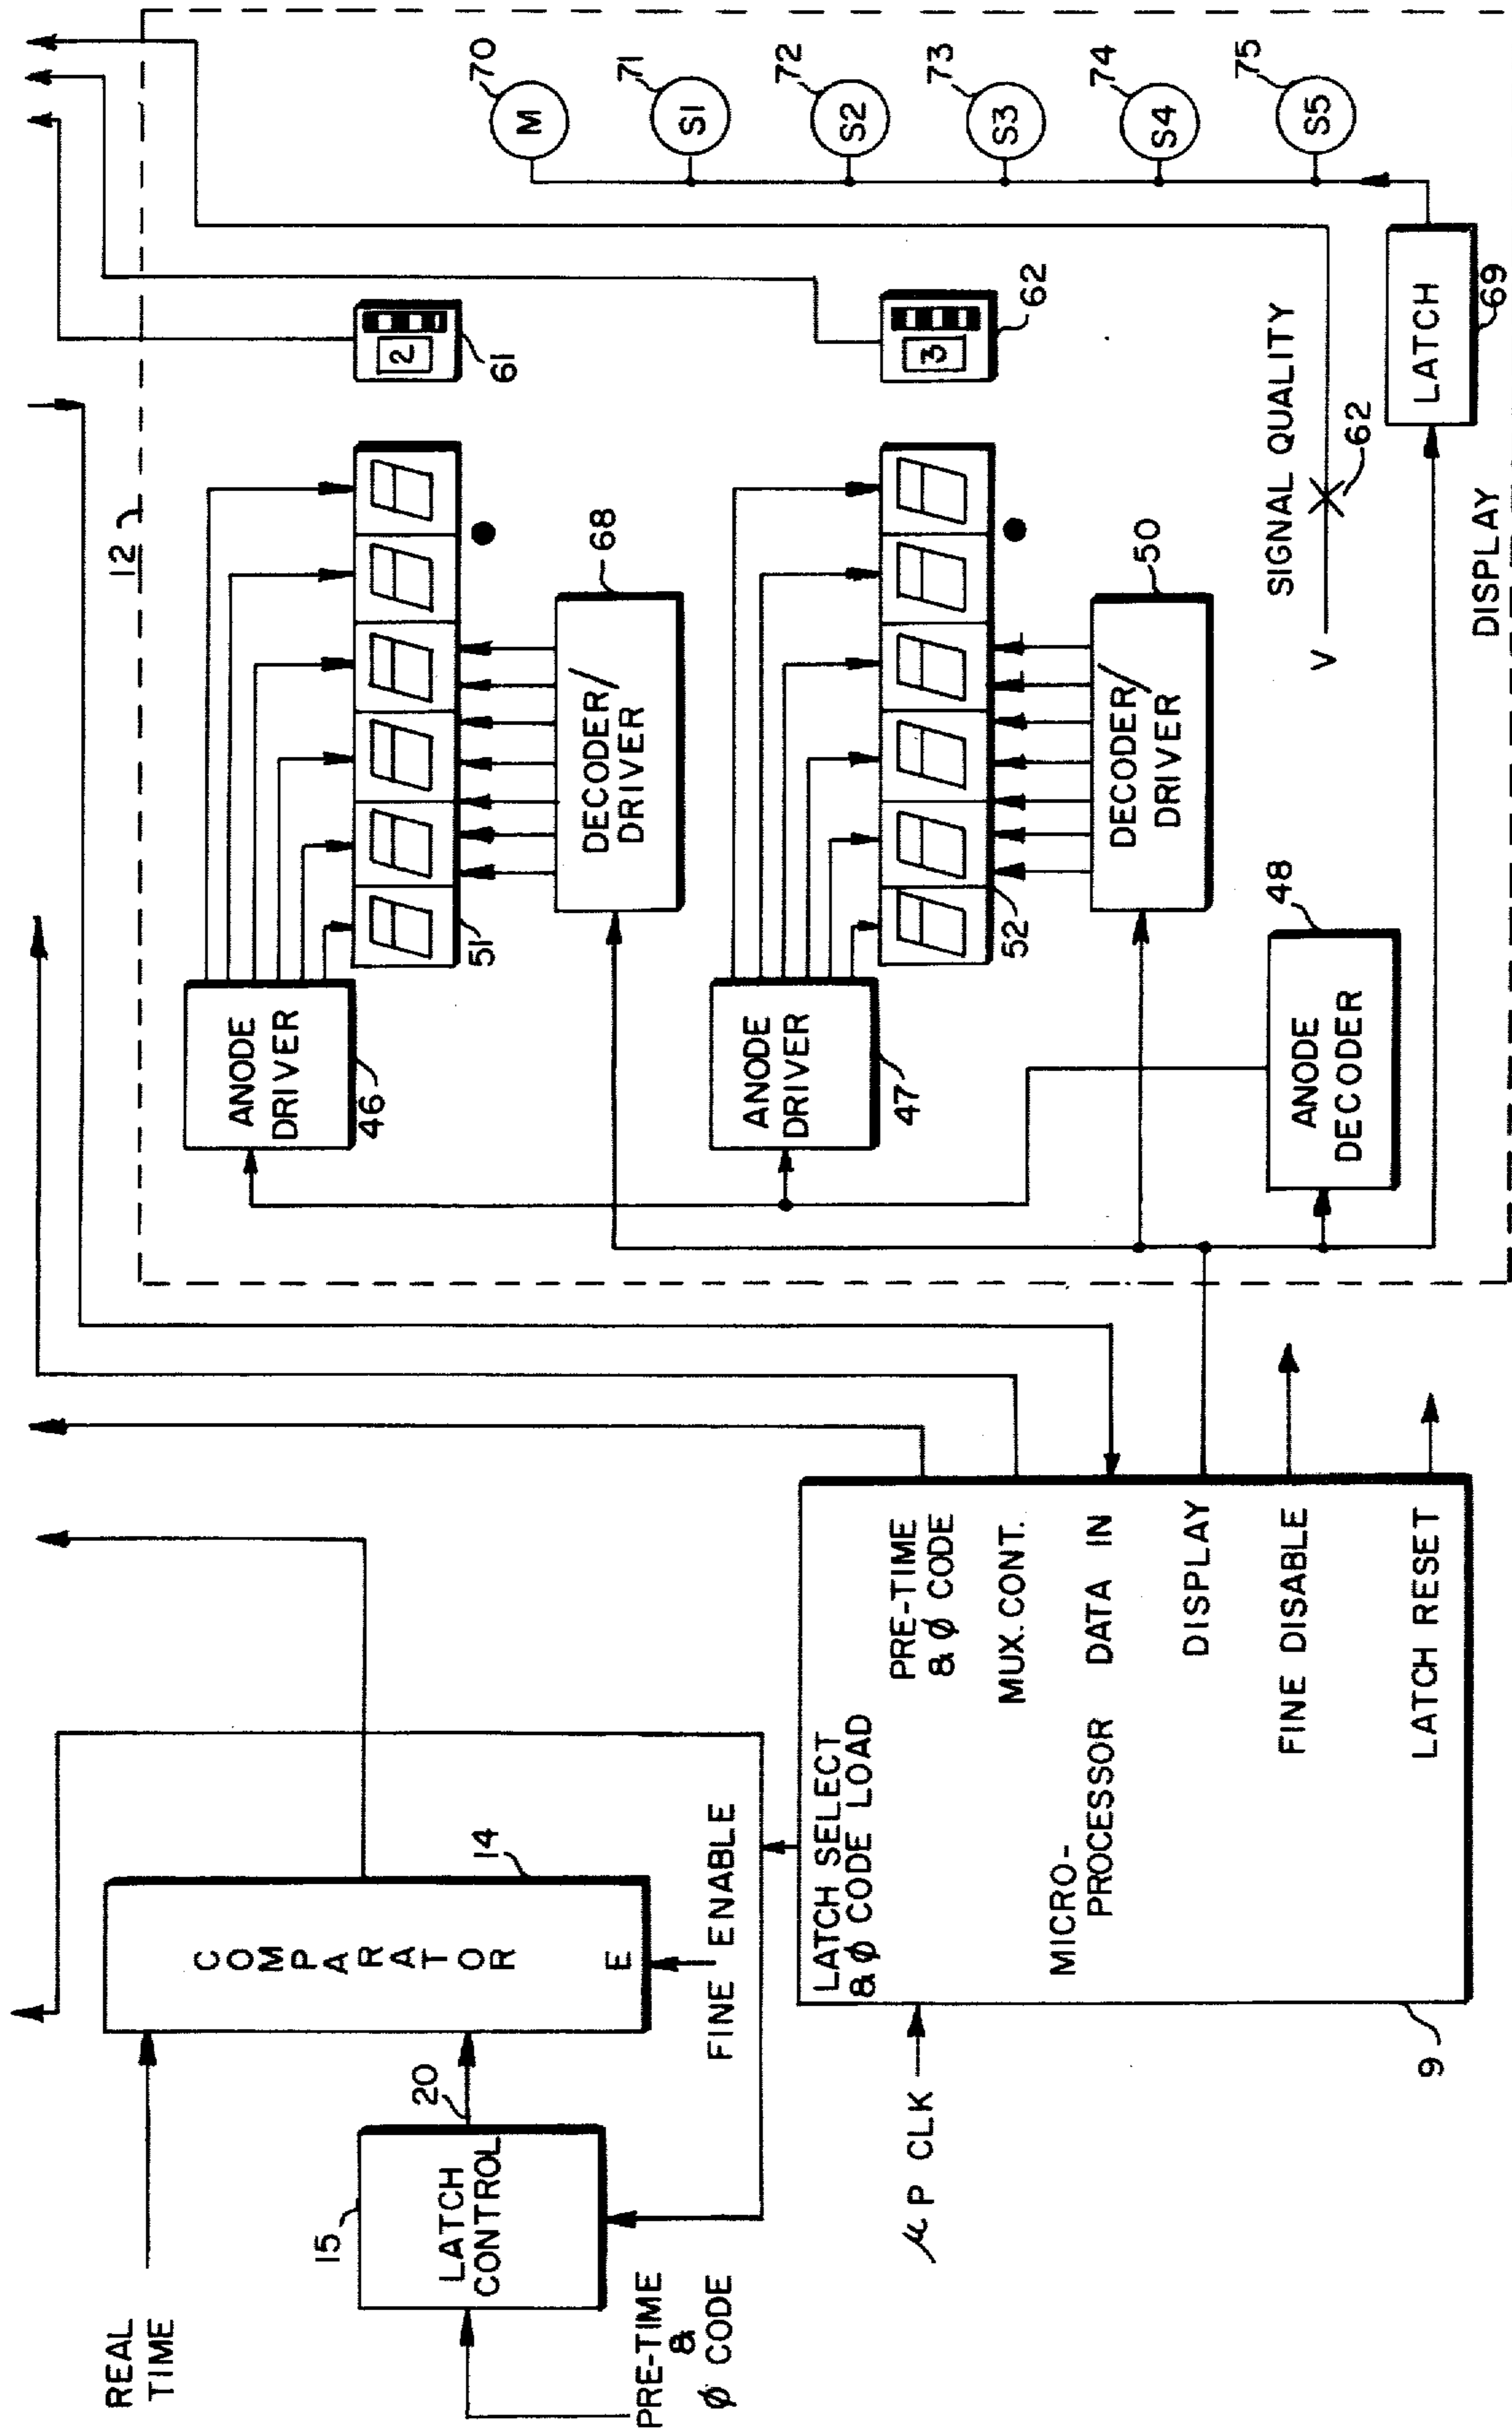 REAL
TIME
PRE-TIME
&
Ø CODE
15
LATCH
CONTROL
20
COMPARATOR
E
14
FINE ENABLE
µP CLK
9
LATCH SELECT
& Ø CODE LOAD
MICRO-
PROCESSOR
PRE-TIME
& Ø CODE
MUX. CONT.
DATA IN
DISPLAY
FINE DISABLE
LATCH RESET
12
ANODE
DRIVER
46
51
DECODER/
DRIVER
68
2
61
ANODE
DRIVER
47
52
DECODER/
DRIVER
50
3
62
ANODE
DECODER
48
V
62
SIGNAL QUALITY
LATCH
69
DISPLAY
M
70
S1
71
S2
72
S3
73
S4
74
S5
75